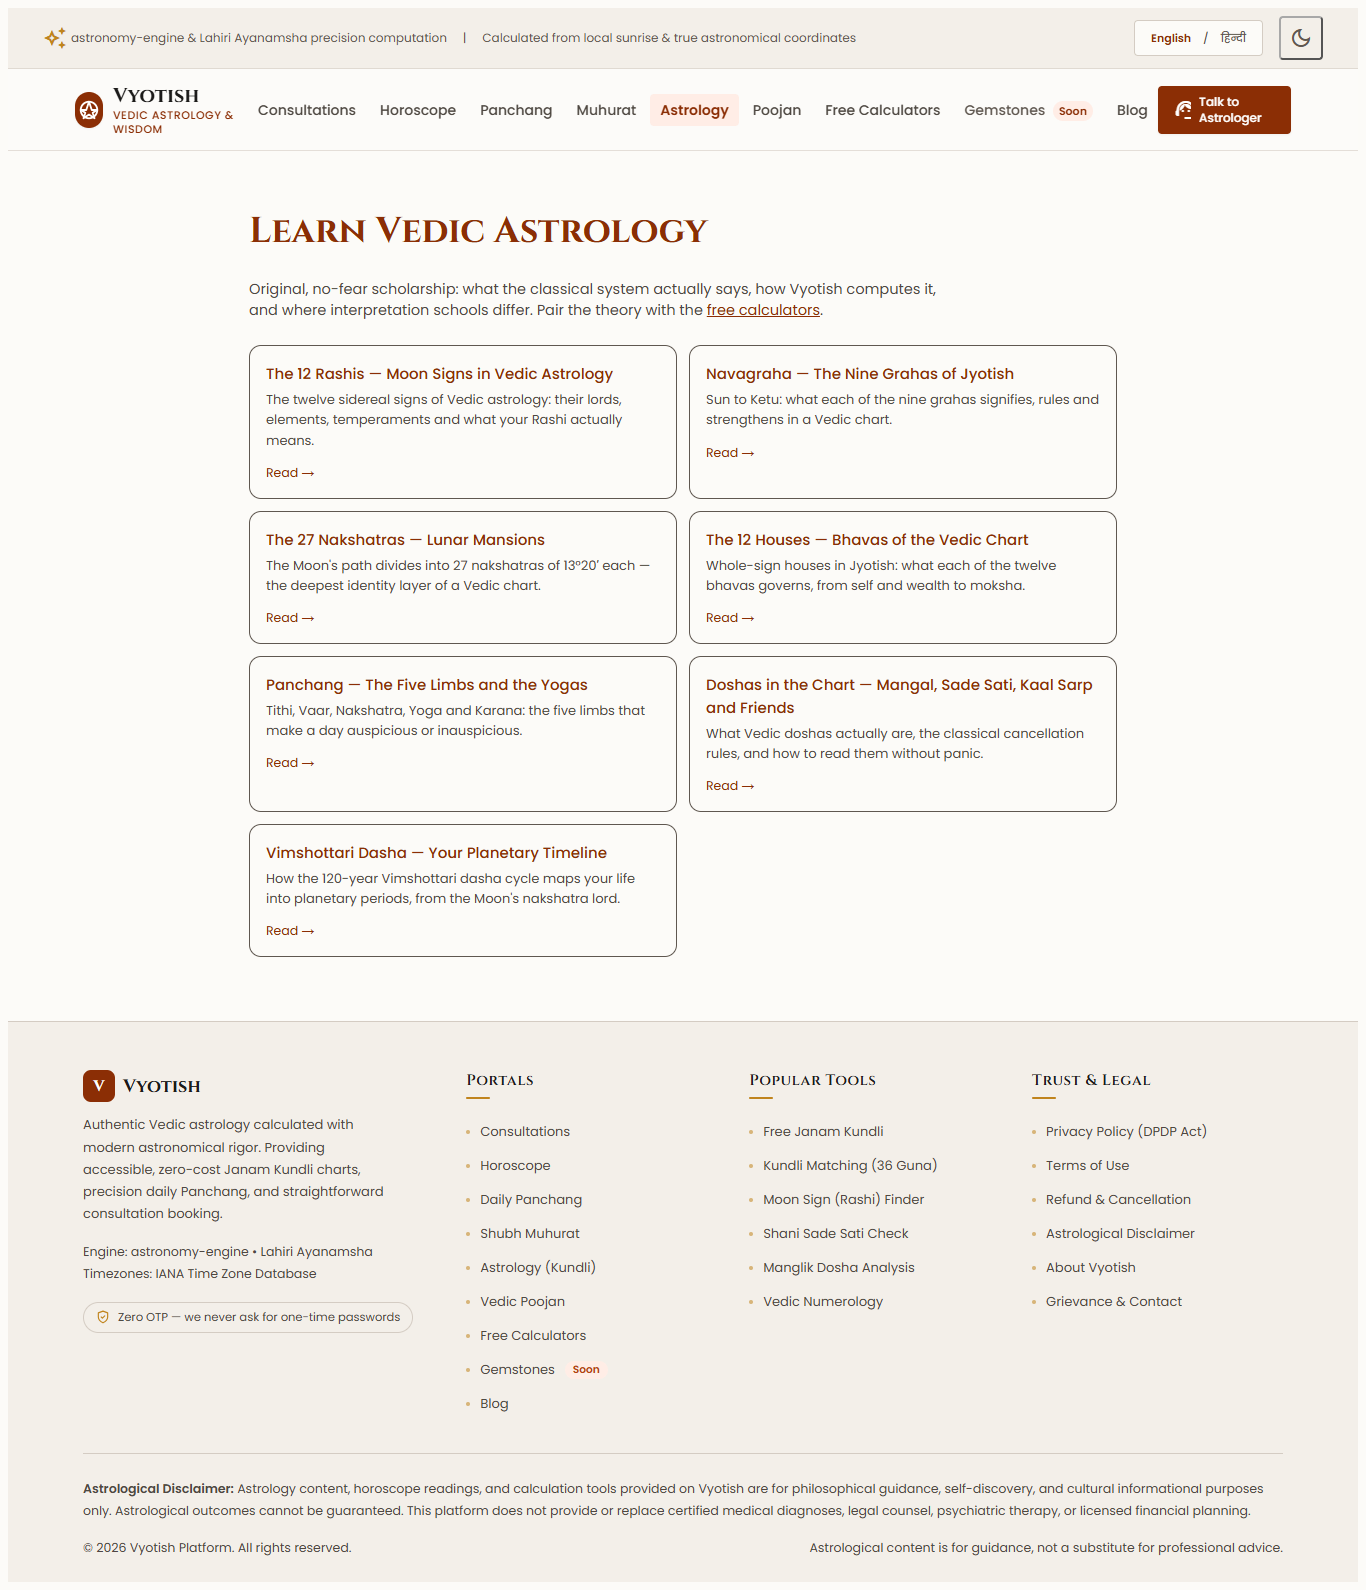 astronomy-engine & Lahiri Ayanamsha precision computation | Calculated from local sunrise & true astronomical coordinates
English / हिन्दी
Vyotish
VEDIC ASTROLOGY &
WISDOM
Consultations Horoscope Panchang Muhurat Astrology Poojan Free Calculators Gemstones Soon Blog
Talk to
Astrologer
Learn Vedic Astrology
Original, no-fear scholarship: what the classical system actually says, how Vyotish computes it,
and where interpretation schools differ. Pair the theory with the free calculators.
The 12 Rashis — Moon Signs in Vedic Astrology
The twelve sidereal signs of Vedic astrology: their lords,
elements, temperaments and what your Rashi actually
means.
Read →
Navagraha — The Nine Grahas of Jyotish
Sun to Ketu: what each of the nine grahas signifies, rules and
strengthens in a Vedic chart.
Read →
The 27 Nakshatras — Lunar Mansions
The Moon's path divides into 27 nakshatras of 13°20′ each —
the deepest identity layer of a Vedic chart.
Read →
The 12 Houses — Bhavas of the Vedic Chart
Whole-sign houses in Jyotish: what each of the twelve
bhavas governs, from self and wealth to moksha.
Read →
Panchang — The Five Limbs and the Yogas
Tithi, Vaar, Nakshatra, Yoga and Karana: the five limbs that
make a day auspicious or inauspicious.
Read →
Doshas in the Chart — Mangal, Sade Sati, Kaal Sarp
and Friends
What Vedic doshas actually are, the classical cancellation
rules, and how to read them without panic.
Read →
Vimshottari Dasha — Your Planetary Timeline
How the 120-year Vimshottari dasha cycle maps your life
into planetary periods, from the Moon's nakshatra lord.
Read →
V Vyotish
Authentic Vedic astrology calculated with
modern astronomical rigor. Providing
accessible, zero-cost Janam Kundli charts,
precision daily Panchang, and straightforward
consultation booking.
Engine: astronomy-engine • Lahiri Ayanamsha
Timezones: IANA Time Zone Database
Zero OTP — we never ask for one-time passwords
Portals
Consultations
Horoscope
Daily Panchang
Shubh Muhurat
Astrology (Kundli)
Vedic Poojan
Free Calculators
Gemstones Soon
Blog
Popular Tools
Free Janam Kundli
Kundli Matching (36 Guna)
Moon Sign (Rashi) Finder
Shani Sade Sati Check
Manglik Dosha Analysis
Vedic Numerology
Trust & Legal
Privacy Policy (DPDP Act)
Terms of Use
Refund & Cancellation
Astrological Disclaimer
About Vyotish
Grievance & Contact
Astrological Disclaimer: Astrology content, horoscope readings, and calculation tools provided on Vyotish are for philosophical guidance, self-discovery, and cultural informational purposes
only. Astrological outcomes cannot be guaranteed. This platform does not provide or replace certified medical diagnoses, legal counsel, psychiatric therapy, or licensed financial planning.
© 2026 Vyotish Platform. All rights reserved.
Astrological content is for guidance, not a substitute for professional advice.